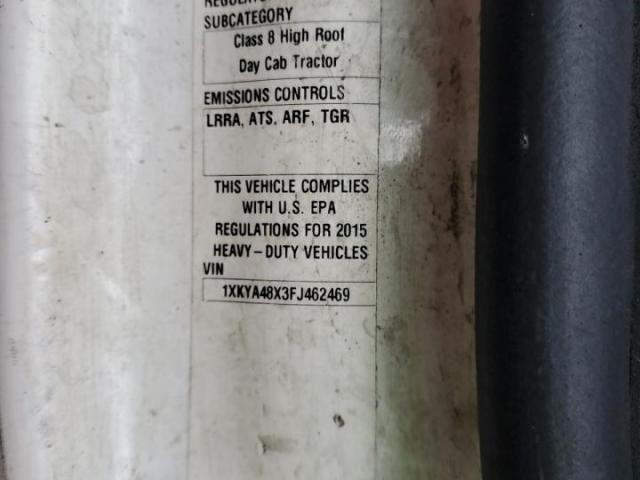 REGULATORY
SUBCATEGORY
Class 8 High Roof
Day Cab Tractor
EMISSIONS CONTROLS
LRRA, ATS, ARF, TGR
THIS VEHICLE COMPLIES
WITH U.S. EPA
REGULATIONS FOR 2015
HEAVY-DUTY VEHICLES
VIN
1XKYA48X3FJ462469